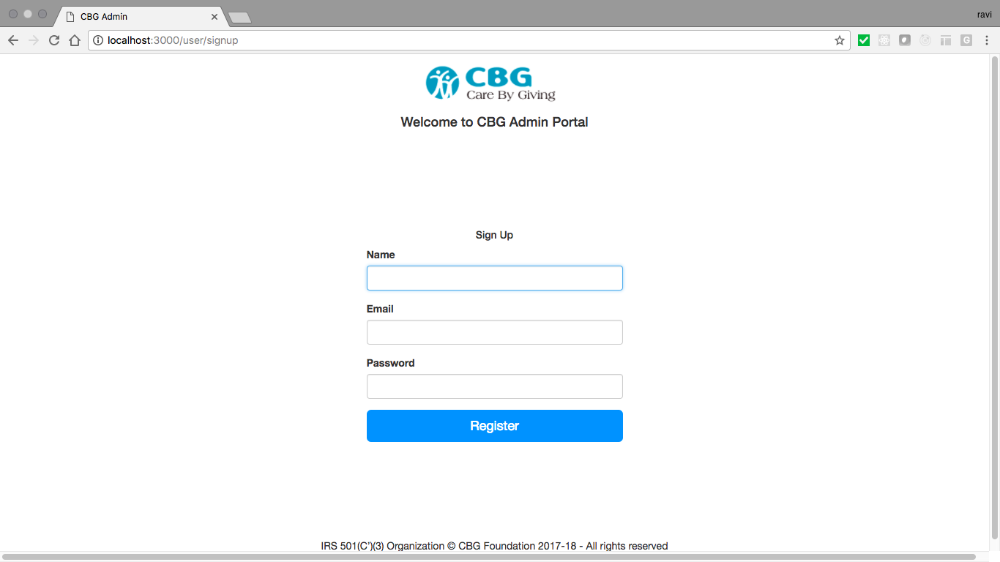 CBG Admin
ravi
localhost:3000/user/signup
G
CBG
Care By Giving
Welcome to CBG Admin Portal
Sign Up
Name
Email
Password
Register
IRS 501(C')(3) Organization © CBG Foundation 2017-18 - All rights reserved